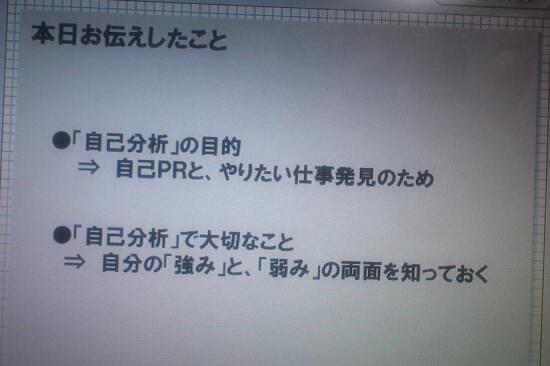 本日お伝えしたこと
●「自己分析」の目的
⇒ 自己PRと、やりたい仕事発見のため
●「自己分析」で大切なこと
⇒ 自分の「強み」と、「弱み」の両面を知っておく